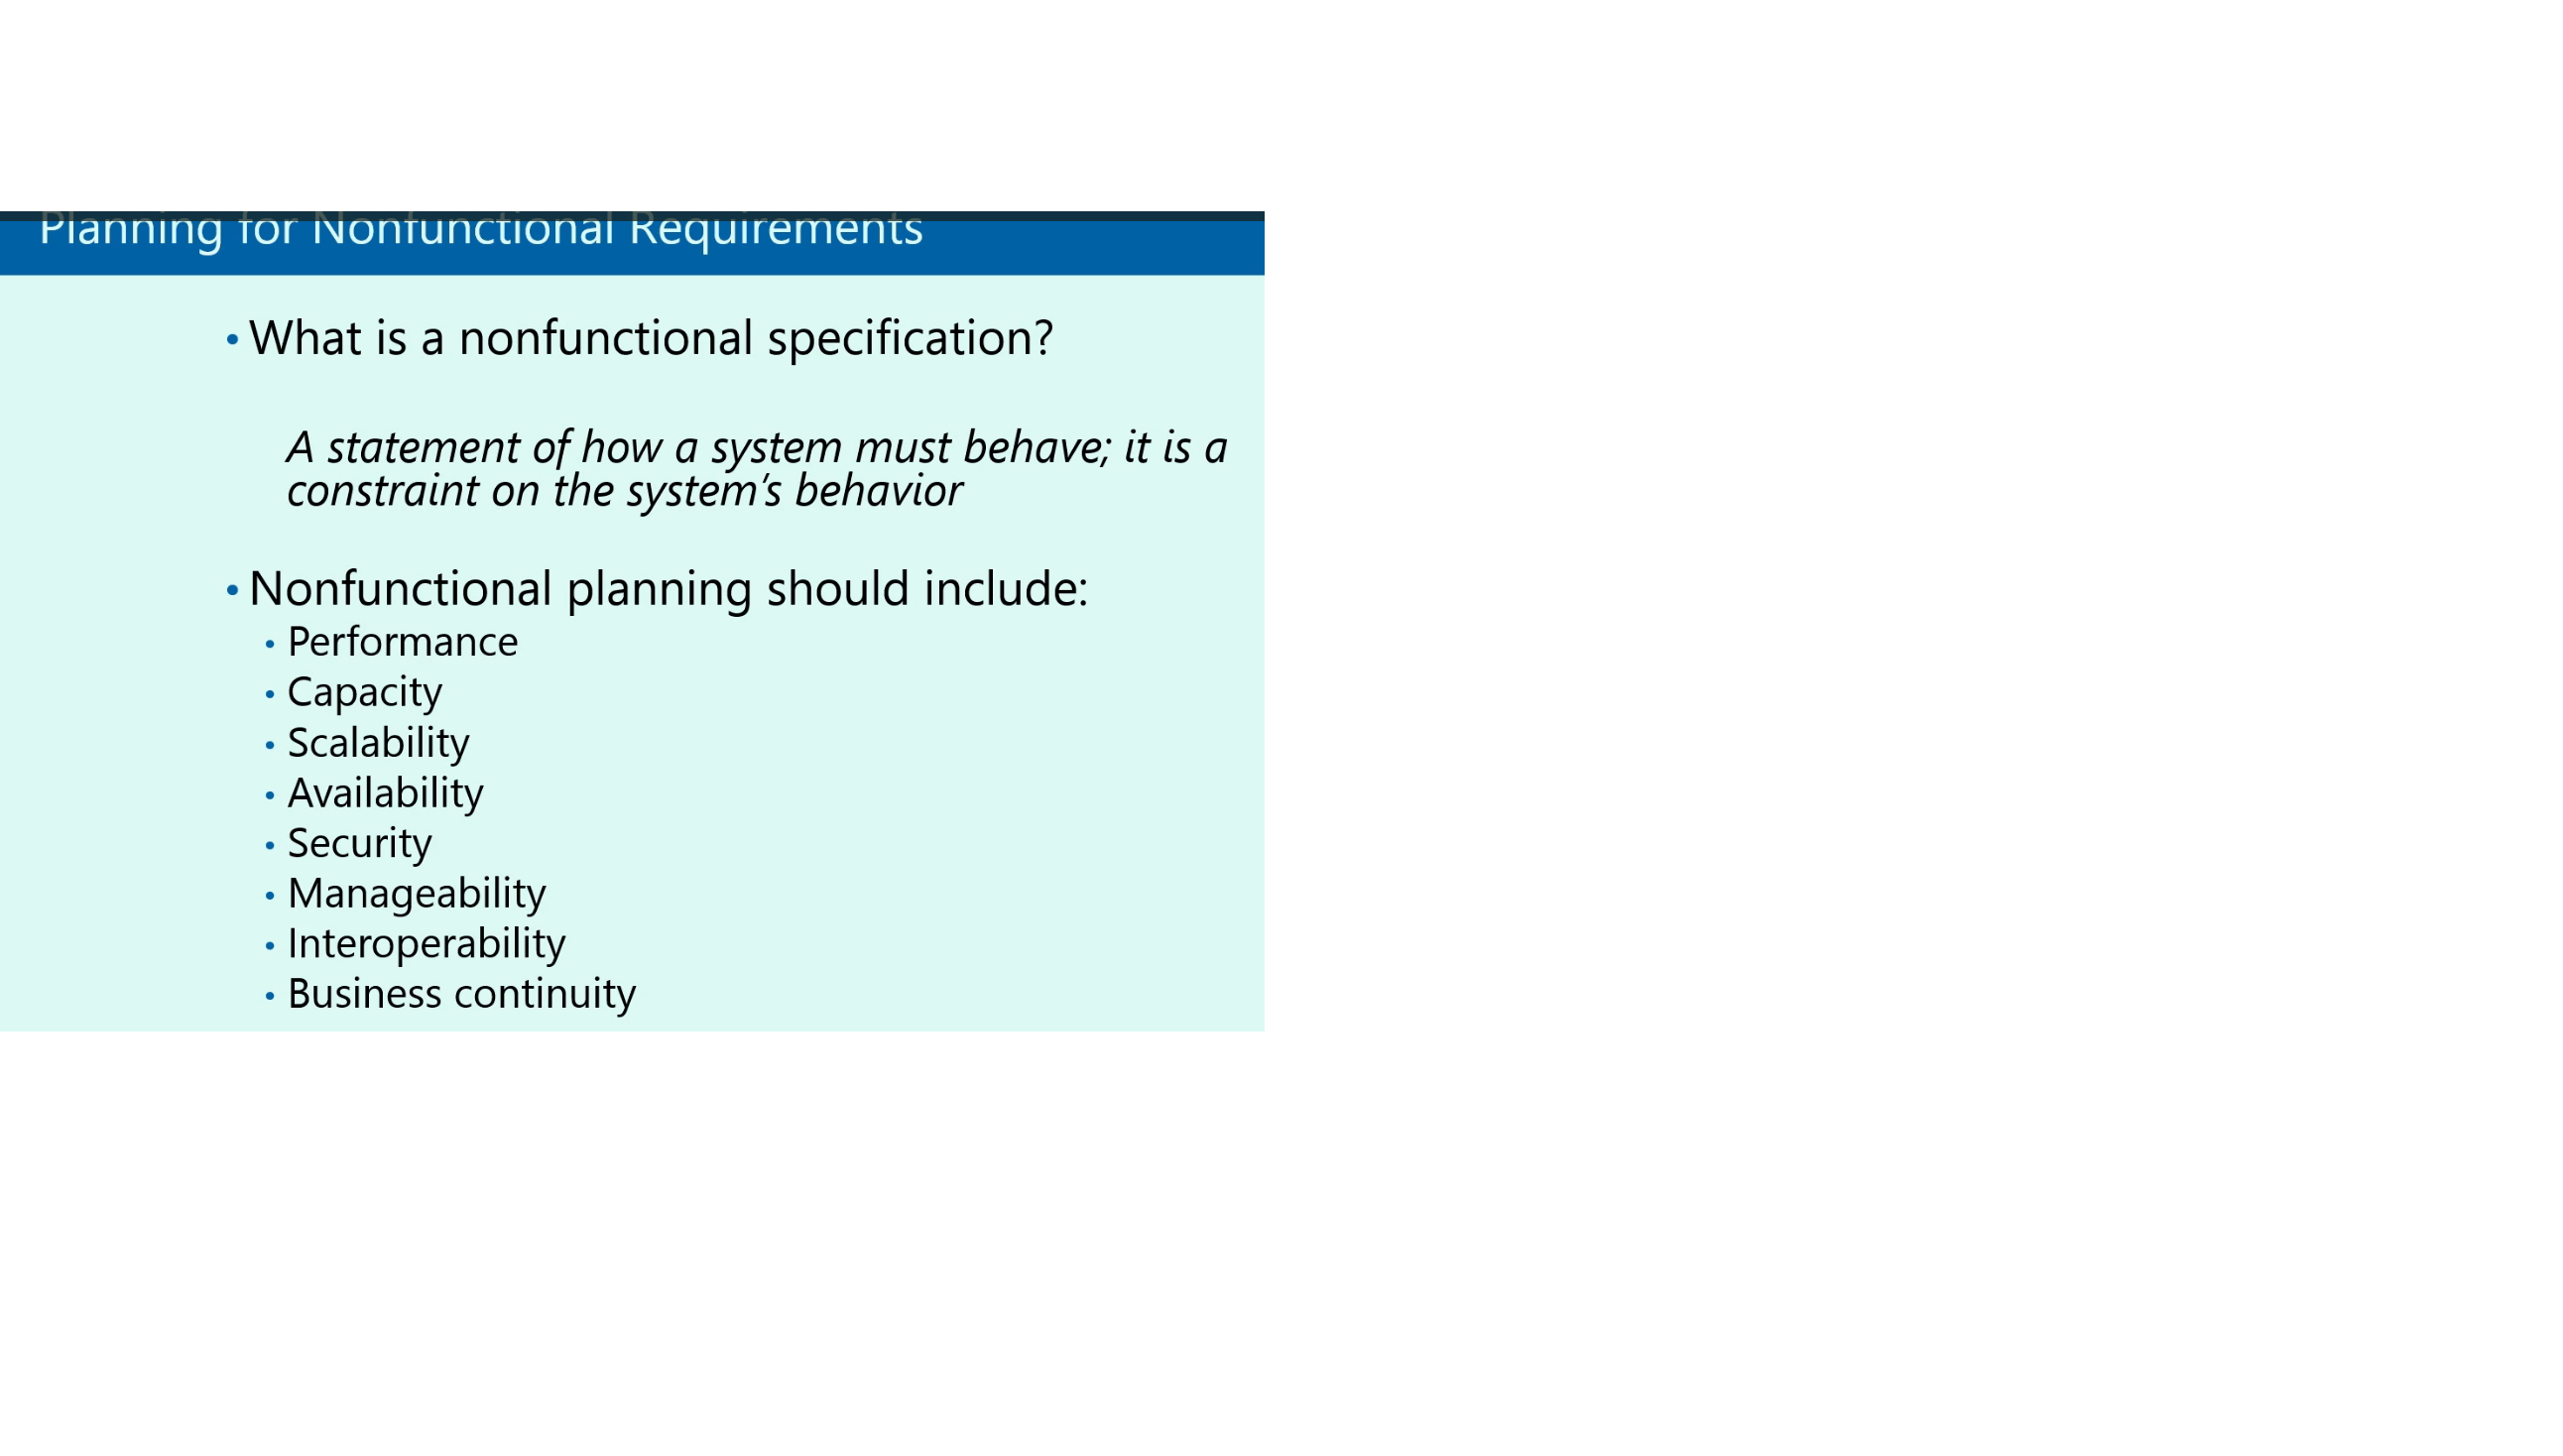 Planning for Nonfunctional Requirements
• What is a nonfunctional specification?
A statement of how a system must behave; it is a
constraint on the system's behavior
• Nonfunctional planning should include:
• Performance
• Capacity
• Scalability
• Availability
• Security
• Manageability
• Interoperability
• Business continuity